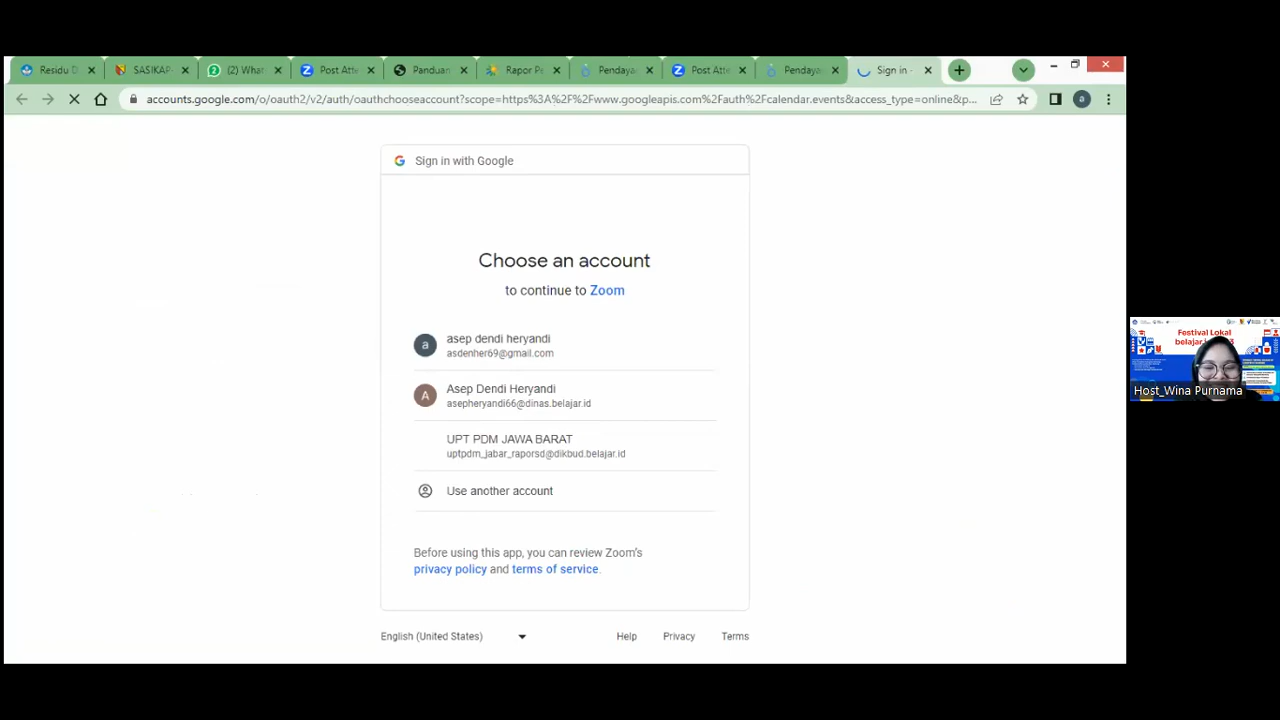 Residu D
SASIKAP
(2) What
Post Atte
Panduan
Rapor Pe
Pendaya
Post Atte
Pendaya
Sign in -
accounts.google.com/o/oauth2/v2/auth/oauthchooseaccount?scope=https%3A%2F%2Fwww.googleapis.com%2Fauth%2Fcalendar.events&access_type=online&p...
a
Sign in with Google
Choose an account
to continue to Zoom
a
asep dendi heryandi
asdenher69@gmail.com
A
Asep Dendi Heryandi
asepheryandi66@dinas.belajar.id
UPT PDM JAWA BARAT
uptpdm_jabar_raporsd@dikbud.belajar.id
Use another account
Before using this app, you can review Zoom's
privacy policy and terms of service.
English (United States)
Help
Privacy
Terms
Festival Lokal
Host_Wina Purnama